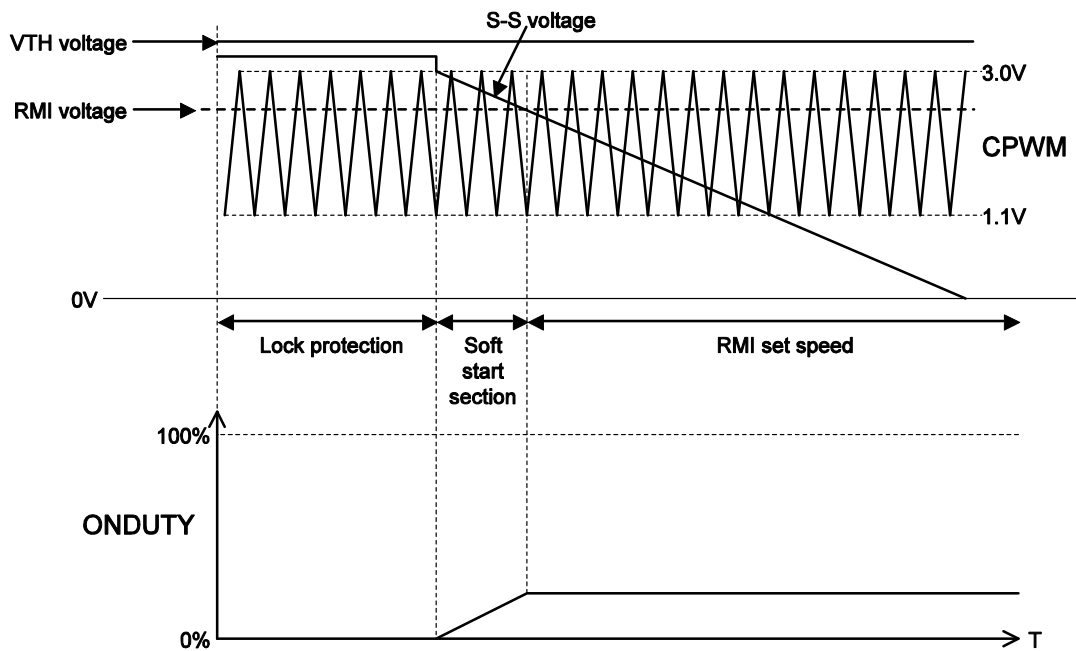 S-S voltage
VTH voltage
3.0V
RMI voltage
CPWM
1.1V
0V
Lock protection
Soft
start
section
RMI set speed
100%
ONDUTY
0%
T